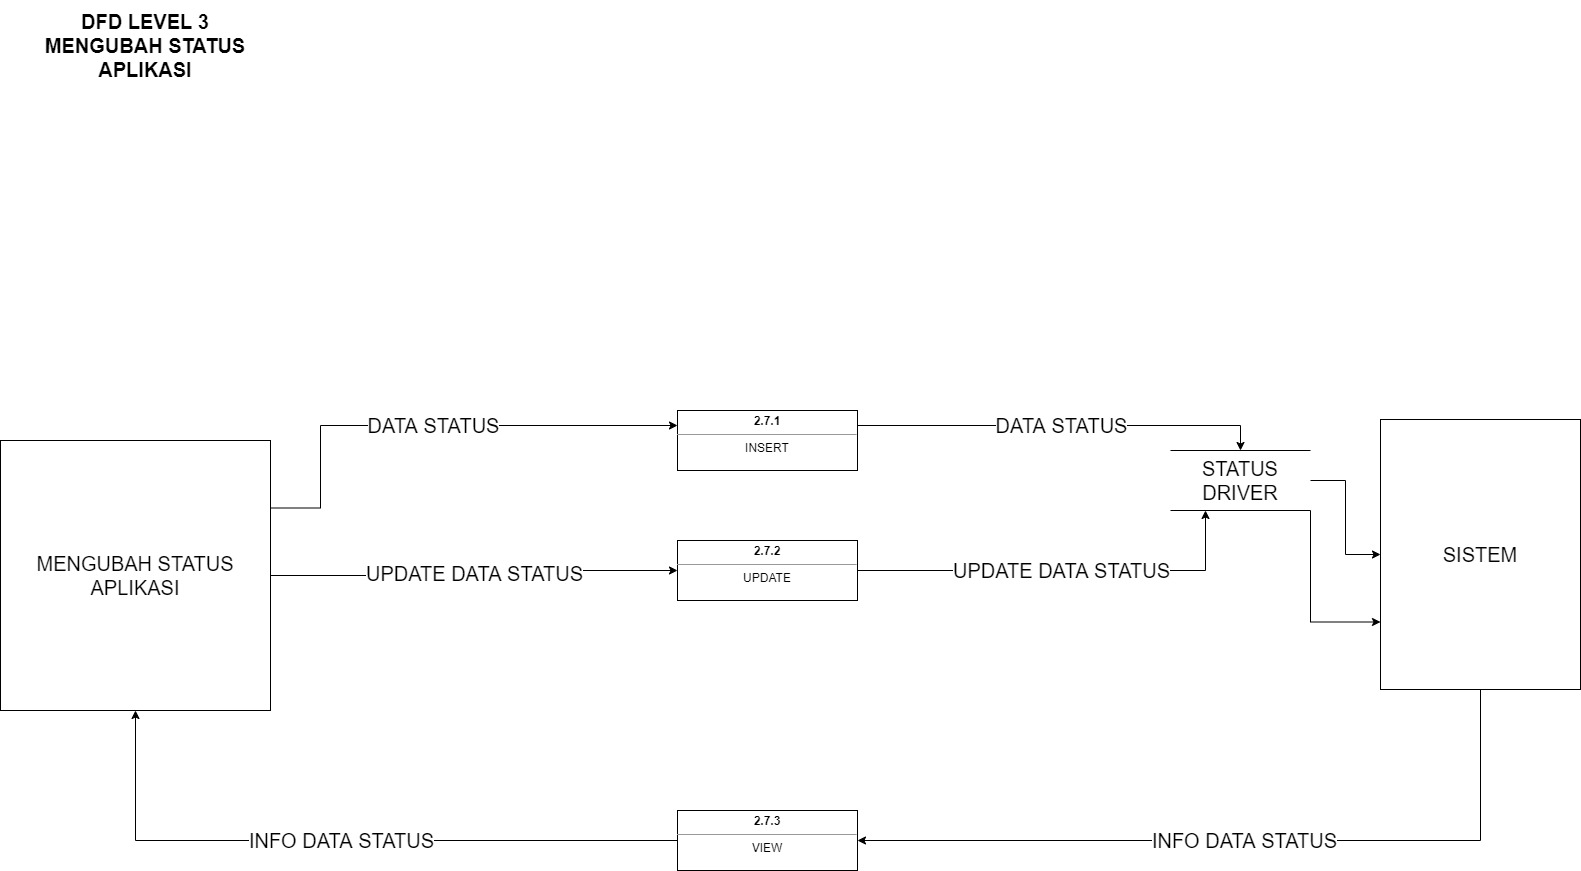 DFD LEVEL 3
MENGUBAH STATUS
APLIKASI
DATA STATUS
2.7.1
INSERT
DATA STATUS
STATUS
DRIVER
MENGUBAH STATUS
APLIKASI
UPDATE DATA STATUS
2.7.2
UPDATE
UPDATE DATA STATUS
SISTEM
INFO DATA STATUS
2.7.3
VIEW
INFO DATA STATUS